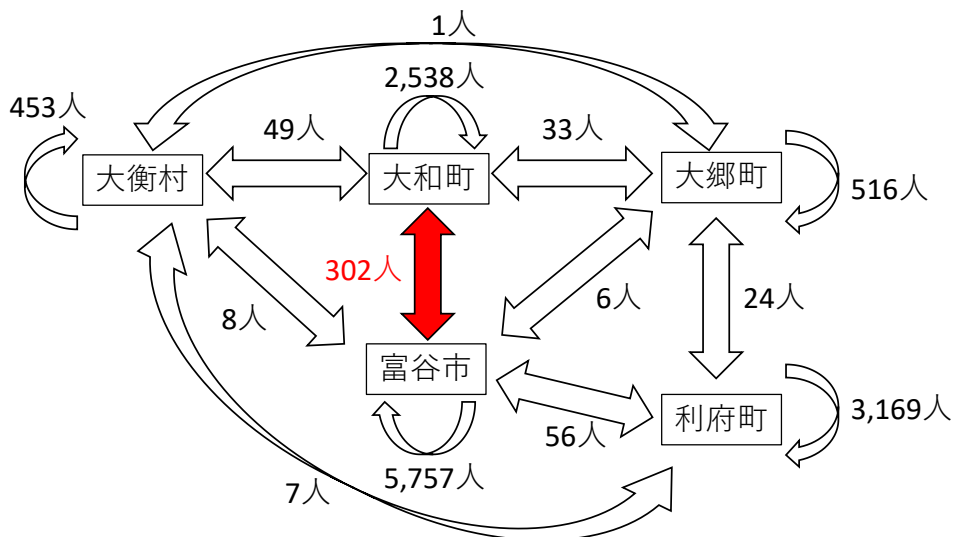 1人
2,538人
453人
49人
33人
大衡村
大和町
大郷町
516人
302人
8人
6人
24人
富谷市
利府町
3,169人
56人
5,757人
7人